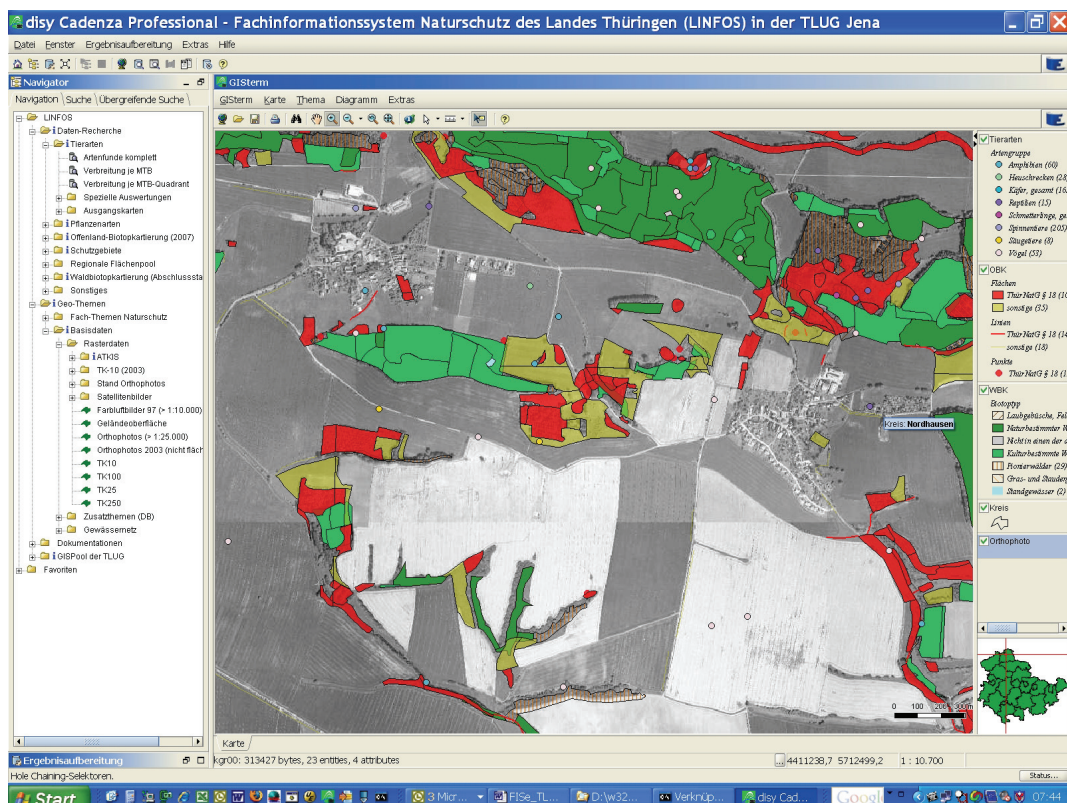 disy Cadenza Professional - Fachinformationssystem Naturschutz des Landes Thüringen (LINFOS) in der TLUG Jena
Datei Fenster Ergebnisaufbereitung Extras Hilfe
Navigator
Navigation Suche Übergreifende Suche
LINFOS
Daten-Recherche
Tierarten
Artenfunde komplett
Verbreitung je MTB
Verbreitung je MTB-Quadrant
Spezielle Auswertungen
Ausgangskarten
Pflanzenarten
Offenland-Biotopkartierung (2007)
Schutzgebiete
Regionale Flächenpool
Waldbiotopkartierung (Abschlusssta
Sonstiges
Geo-Themen
Fach-Themen Naturschutz
Basisdaten
Rasterdaten
ATKIS
TK-10 (2003)
Stand Orthophotos
Satellitenbilder
Farbluftbilder 97 (> 1:10.000)
Geländeoberfläche
Orthophotos (> 1:25.000)
Orthophotos 2003 (nicht fläch
TK10
TK100
TK25
TK250
Zusatzthemen (DB)
Gewässernetz
Dokumentationen
GISPool der TLUG
Favoriten
GISterm
GISterm Karte Thema Diagramm Extras
Kreis: Nordhausen
0 100 200 300m
Tierarten
Artengruppe
Amphibien (60)
Heuschrecken (28
Käfer, gesamt (16
Reptilien (15)
Schmetterlinge, ge
Spinnentiere (205)
Säugetiere (8)
Vögel (53)
OBK
Flächen
ThürNatG § 18 (10
sonstige (35)
Linien
ThürNatG § 18 (14
sonstige (18)
Punkte
ThürNatG § 18 (1
WBK
Biotoptyp
Laubgebüsche, Fel
Naturbestimmter W
Nicht in einen der a
Kulturbestimmte W
Pionierwälder (29)
Gras- und Stauden
Standgewässer (2)
Kreis
Orthophoto
Karte
Ergebnisaufbereitung
kgr00: 313427 bytes, 23 entities, 4 attributes
... 4411238,7 5712499,2 1 : 10.700
Hole Chaining-Selektoren.
Status...
Start
3 Micr...
FISe_TL...
D:\w32...
Verknüp...
disy Cad...
Google
07:44